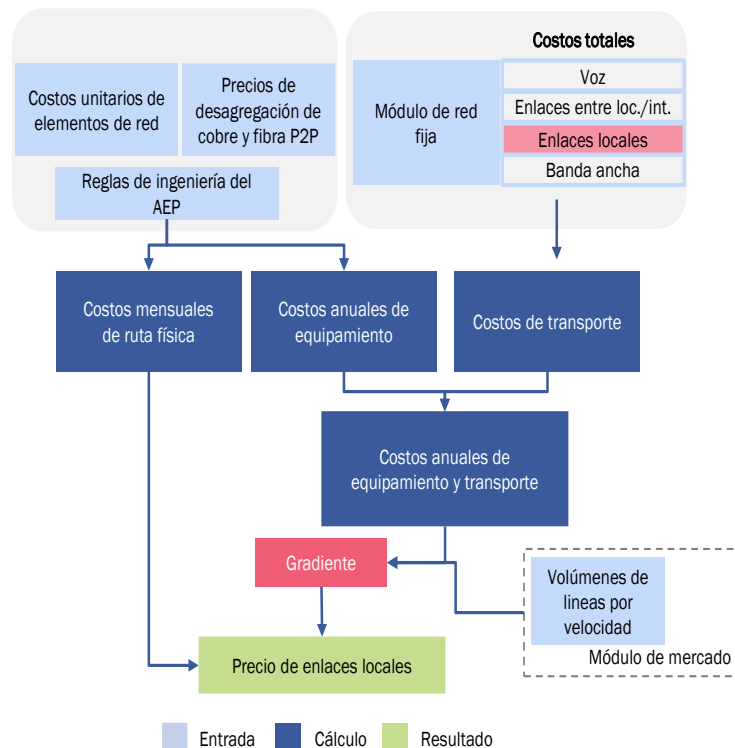 Costos totales
Costos unitarios de
elementos de red
Precios de
desagregación de
cobre y fibra P2P
Reglas de ingeniería del
AEP
Módulo de red
fija
Voz
Enlaces entre loc./int.
Enlaces locales
Banda ancha
Costos mensuales
de ruta física
Costos anuales de
equipamiento
Costos de transporte
Costos anuales de
equipamiento y transporte
Gradiente
Volúmenes de
lineas por
velocidad
Módulo de mercado
Precio de enlaces locales
Entrada
Cálculo
Resultado